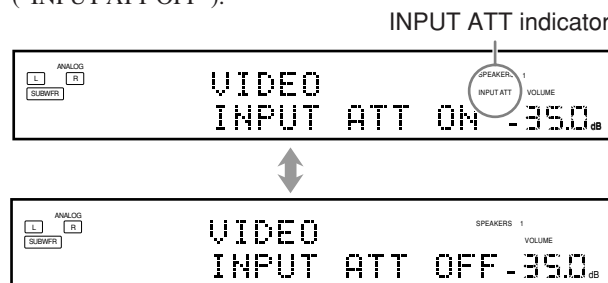 ("INPUT ATT OFF").
INPUT ATT indicator
ANALOG
L R
SUBWFR
SPEAKERS 1
VIDEO
INPUT ATT
VOLUME
INPUT ATT ON -35.0 dB
ANALOG
L R
SUBWFR
SPEAKERS 1
VIDEO
VOLUME
INPUT ATT OFF -35.0 dB